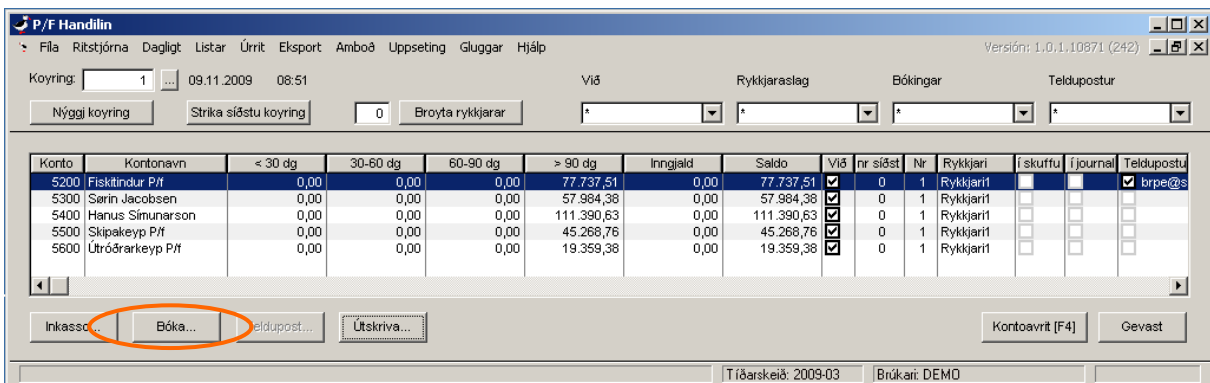 P/F Handilin
Fíla Ritstjórna Dagligt Listar Úrrit Eksport Amboð Uppseting Gluggar Hjálp Versión: 1.0.1.10871 (242)
Koyring: 1 ... 09.11.2009 08:51 Við Rykkjaraslag Bókingar Teldupostur
Nýggj koyring Strika síðstu koyring 0 Broyta rykkjarar * * * *
Konto Kontonavn < 30 dg 30-60 dg 60-90 dg > 90 dg Inngjald Saldo Við nr síðst Nr Rykkjari í skuffu í journal Teldupostu
5200 Fiskitindur P/f 0,00 0,00 0,00 77.737,51 0,00 77.737,51 0 1 Rykkjari1 brpe@s
5300 Sørin Jacobsen 0,00 0,00 0,00 57.984,38 0,00 57.984,38 0 1 Rykkjari1
5400 Hanus Símunarson 0,00 0,00 0,00 111.390,63 0,00 111.390,63 0 1 Rykkjari1
5500 Skipakeyp P/f 0,00 0,00 0,00 45.268,76 0,00 45.268,76 0 1 Rykkjari1
5600 Útróðrarkeyp P/f 0,00 0,00 0,00 19.359,38 0,00 19.359,38 0 1 Rykkjari1
Inkasso... Bóka... Teldupost... Útskriva... Kontoavrit [F4] Gevast
Tíðarskeið: 2009-03 Brúkari: DEMO